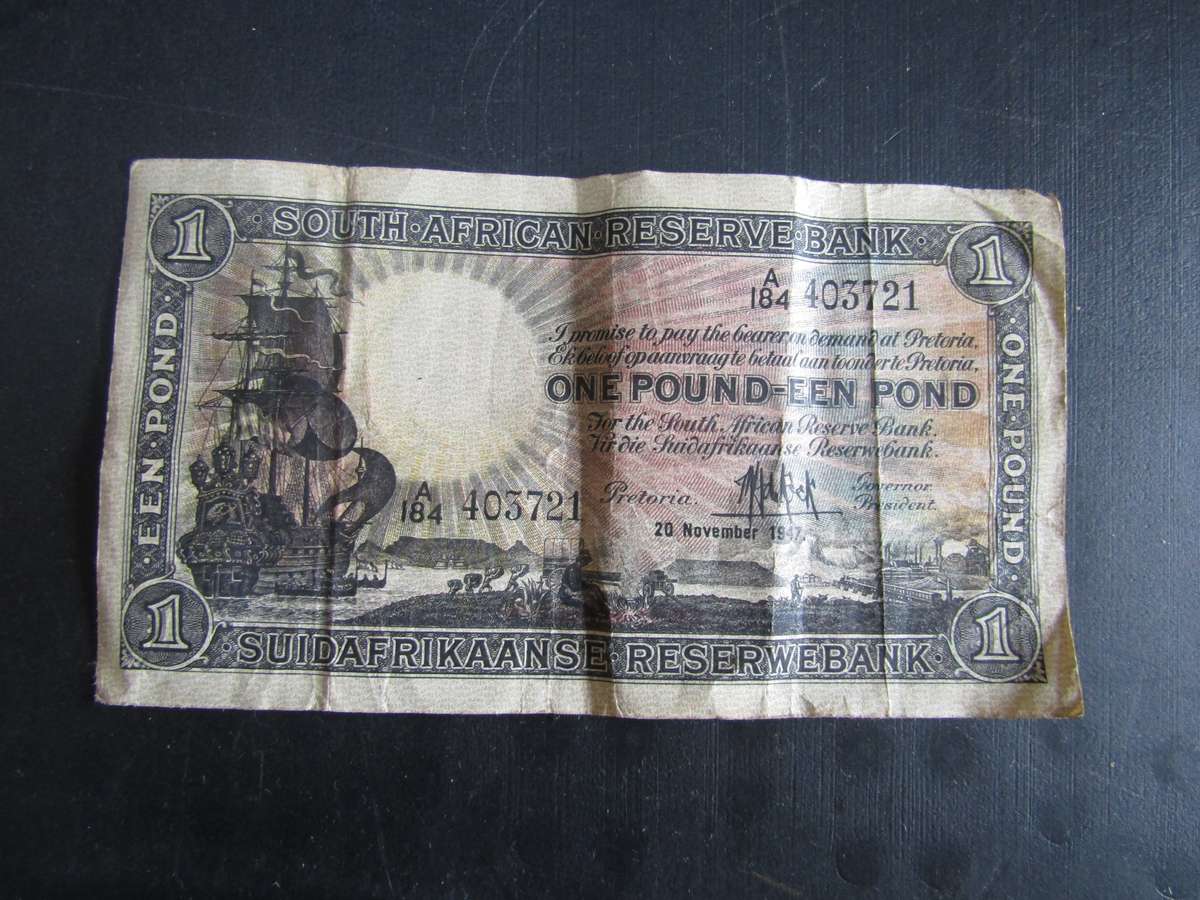 1 SOUTH·AFRICAN·RESERVE·BANK 1
A
184 403721
I promise to pay the bearer on demand at Pretoria,
Ek beloof op aanvraag te betaal aan toonder te Pretoria,
ONE POUND=EEN POND
For the South African Reserve Bank.
Vir die Suidafrikaanse Reserwebank.
A
184 403721
Pretoria.
Governor
President.
20 November 1947.
EEN·POND
ONE·POUND
1 SUIDAFRIKAANSE·RESERWEBANK 1